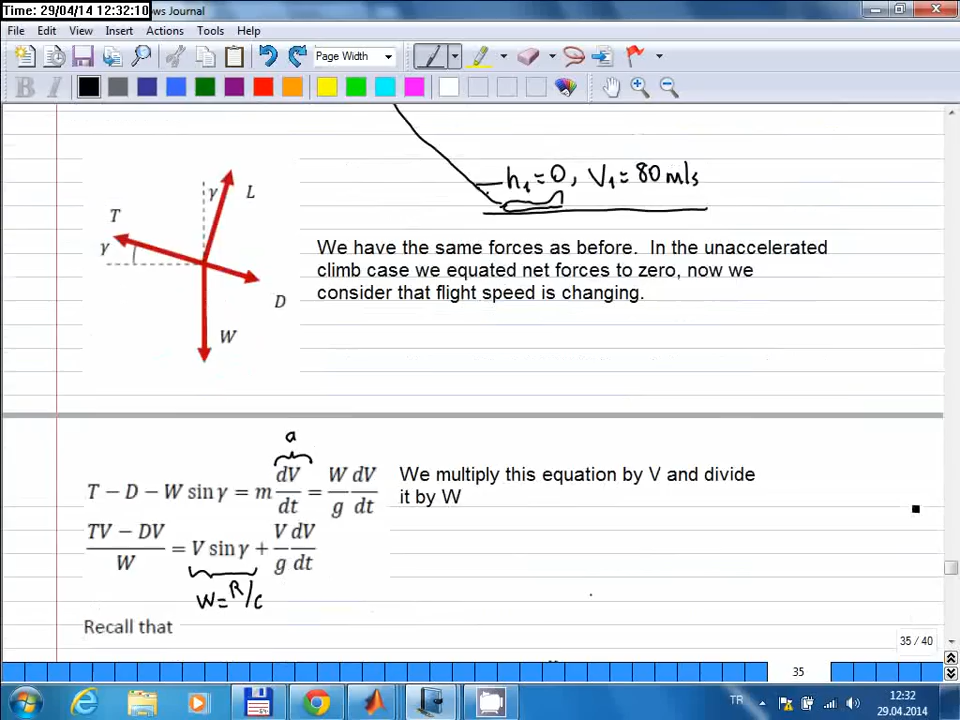 Time: 29/04/14 12:32:10
ws Journal
File Edit View Insert Actions Tools Help
Page Width
B I
h₁=0, V₁=80 m/s
γ L
T
γ
D
W
We have the same forces as before. In the unaccelerated
climb case we equated net forces to zero, now we
consider that flight speed is changing.
a
T − D − W sin γ = m dV/dt = W/g dV/dt
We multiply this equation by V and divide
it by W
(TV − DV)/W = V sin γ + V/g dV/dt
W=R/C
Recall that
35 / 40
35
TR
12:32
29.04.2014